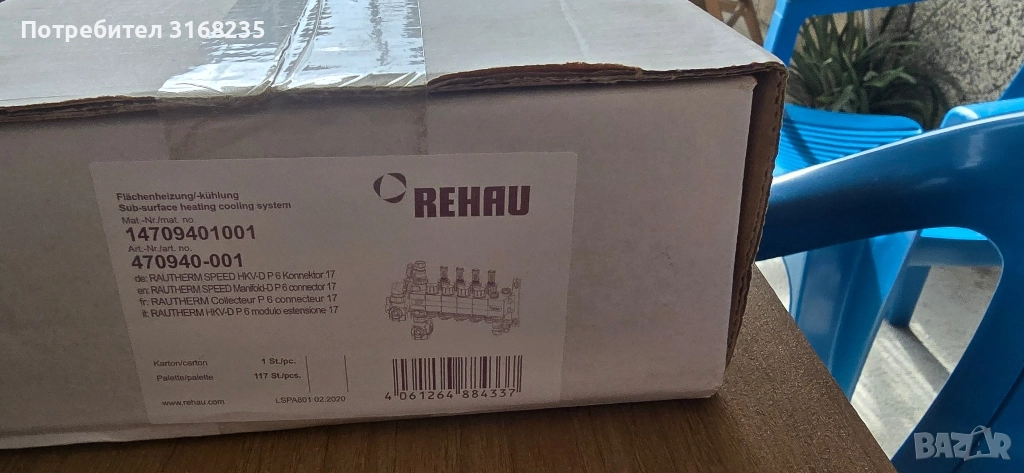 Потребител 3168235
REHAU
Flächenheizung/-kühlung
Sub-surface heating cooling system
Mat.-Nr./mat. no.
14709401001
Art.-Nr./art. no.
470940-001
de: RAUTHERM SPEED HKV-D P 6 Konnektor 17
en: RAUTHERM SPEED Manifold-D P 6 connector 17
fr: RAUTHERM Collecteur P 6 connecteur 17
it: RAUTHERM HKV-D P 6 modulo estensione 17
Karton/carton 1 St./pc.
Palette/palette 117 St./pcs.
www.rehau.com LSPA801 02.2020
4 061264 884337
BAZAR